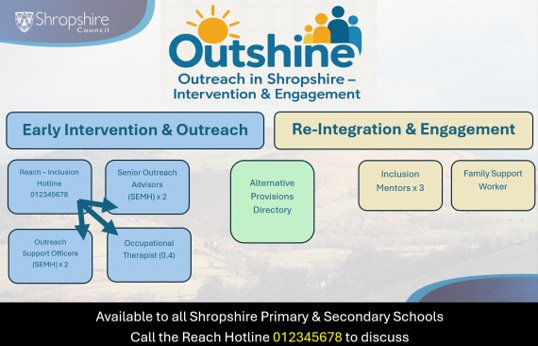 Shropshire
Council
Outshine
Outreach in Shropshire –
Intervention & Engagement
Early Intervention & Outreach
Re-Integration & Engagement
Reach – Inclusion
Hotline
012345678
Senior Outreach
Advisors
(SEMH) x 2
Alternative
Provisions
Directory
Inclusion
Mentors x 3
Family Support
Worker
Outreach
Support Officers
(SEMH) x 2
Occupational
Therapist (0.4)
Available to all Shropshire Primary & Secondary Schools
Call the Reach Hotline 012345678 to discuss